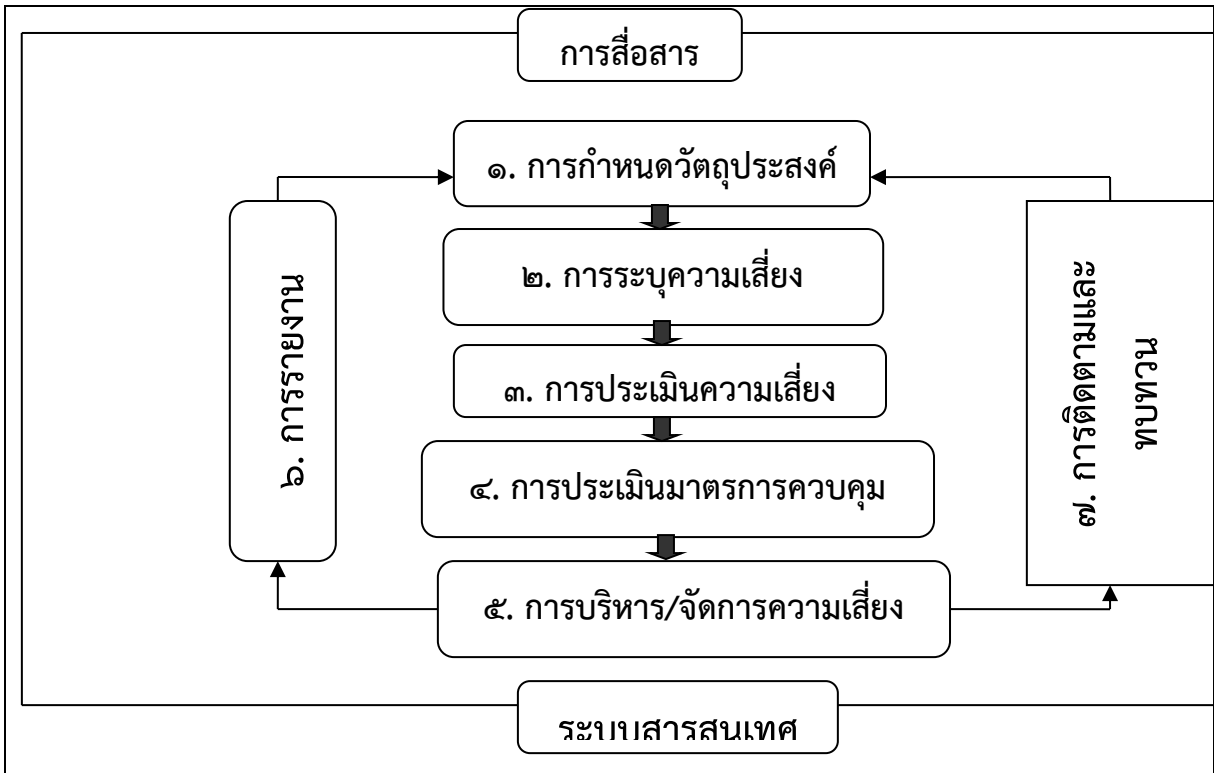 การสื่อสาร
๑. การกำหนดวัตถุประสงค์
๒. การระบุความเสี่ยง
๓. การประเมินความเสี่ยง
๔. การประเมินมาตรการควบคุม
๕. การบริหาร/จัดการความเสี่ยง
๖. การรายงาน
๗. การติดตามและ
ทบทวน
ระบบสารสนเทศ